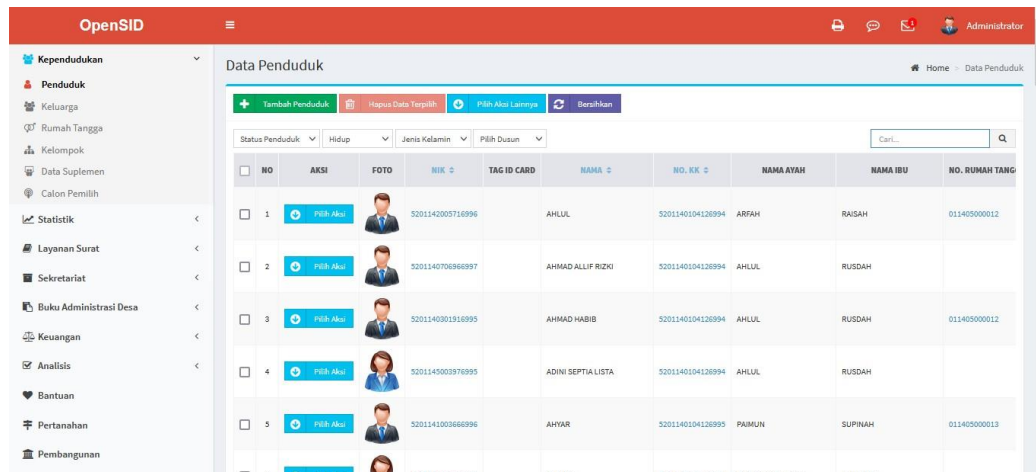 OpenSID
1
Administrator
Kependudukan
Penduduk
Keluarga
Rumah Tangga
Kelompok
Data Suplemen
Calon Pemilih
Statistik
Layanan Surat
Sekretariat
Buku Administrasi Desa
Keuangan
Analisis
Bantuan
Pertanahan
Pembangunan
Data Penduduk
Home > Data Penduduk
Tambah Penduduk Hapus Data Terpilih Pilih Aksi Lainnya Bersihkan
Status Penduduk Hidup Jenis Kelamin Pilih Dusun Cari...
NO AKSI FOTO NIK TAG ID CARD NAMA NO. KK NAMA AYAH NAMA IBU NO. RUMAH TANG
1 Pilih Aksi 5201142005716996 AHLUL 5201140104126994 ARFAH RAISAH 011405000012
2 Pilih Aksi 5201140706966997 AHMAD ALLIF RIZKI 5201140104126994 AHLUL RUSDAH
3 Pilih Aksi 5201140301916995 AHMAD HABIB 5201140104126994 AHLUL RUSDAH 011405000012
4 Pilih Aksi 5201145003976995 ADINI SEPTIA LISTA 5201140104126994 AHLUL RUSDAH
5 Pilih Aksi 5201141003666996 AHYAR 5201140104126995 PAIMUN SUPINAH 011405000013